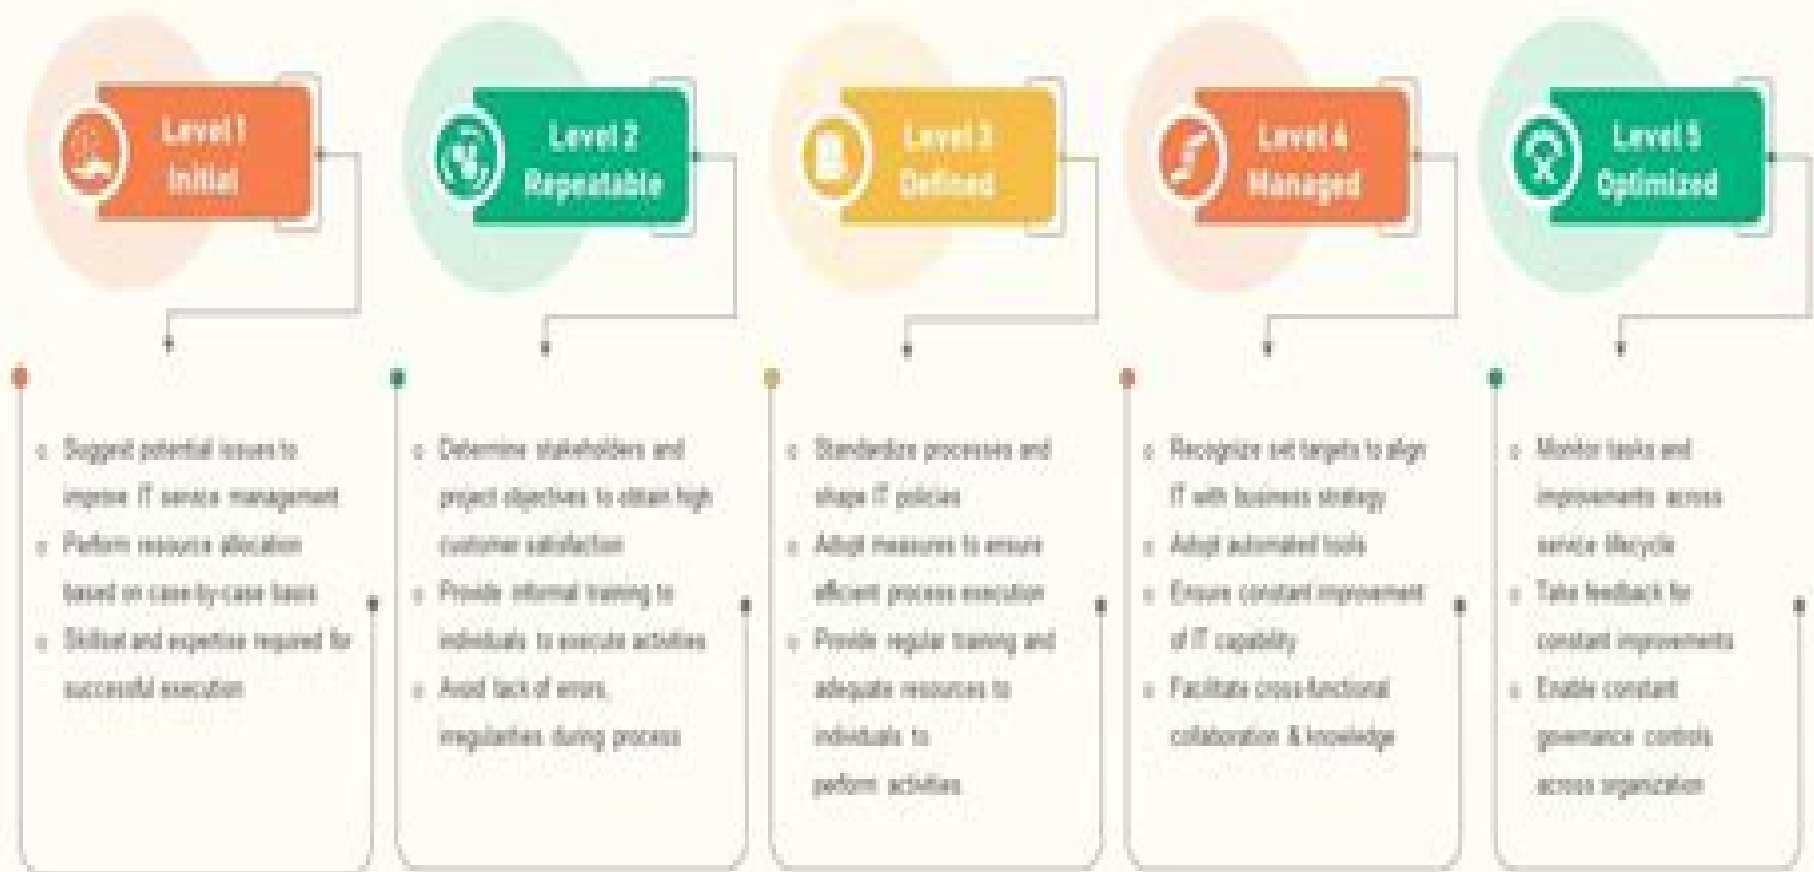 Level 1
Initial
Level 2
Repeatable
Level 3
Defined
Level 4
Managed
Level 5
Optimized
o Suggest potential issues to
improve IT service management
o Perform resource allocation
based on case-by-case basis
o Skillset and expertise required for
successful execution
o Determine stakeholders and
project objectives to obtain high
customer satisfaction
o Provide informal training to
individuals to execute activities
o Avoid lack of errors,
irregularities during process
o Standardize processes and
shape IT policies
o Adopt measures to ensure
efficient process execution
o Provide regular training and
adequate resources to
individuals to
perform activities
o Recognize set targets to align
IT with business strategy
o Adopt automated tools
o Ensure constant improvement
of IT capability
o Facilitate cross-functional
collaboration & knowledge
o Monitor tasks and
improvements across
service lifecycle
o Take feedback for
constant improvements
o Enable constant
governance controls
across organization